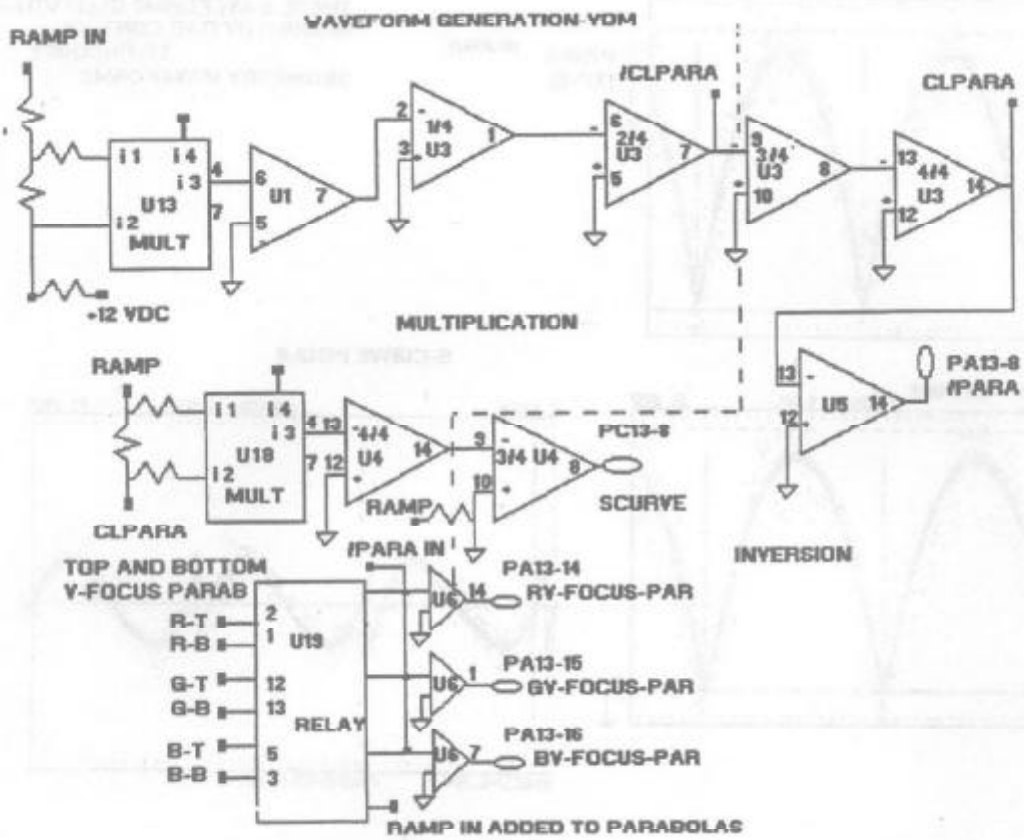 WAVEFORM GENERATION-VDM
RAMP IN
/CLPARA
CLPARA
i1
i4
i3
4
U13
7
i2
MULT
6
U1
7
5
-
2
-
1/4
1
3
U3
+
-
6
2/4
U3
7
+
5
-
9
3/4
U3
8
+
10
-
13
4/4
14
U3
+
12
+12 VDC
MULTIPLICATION
RAMP
i1
i4
i3
4
13
U18
7
12
i2
MULT
-
4/4
14
U4
+
9
-
3/4 U4
8
10
+
PC13-8
SCURVE
RAMP
CLPARA
13
-
U5
14
12
+
PA13-8
/PARA
INVERSION
/PARA IN
TOP AND BOTTOM
Y-FOCUS PARAB
R-T
2
R-B
1
U19
G-T
12
G-B
13
RELAY
B-T
5
B-B
3
U6
14
PA13-14
RY-FOCUS-PAR
U6
1
PA13-15
GY-FOCUS-PAR
U6
7
PA13-16
BY-FOCUS-PAR
RAMP IN ADDED TO PARABOLAS